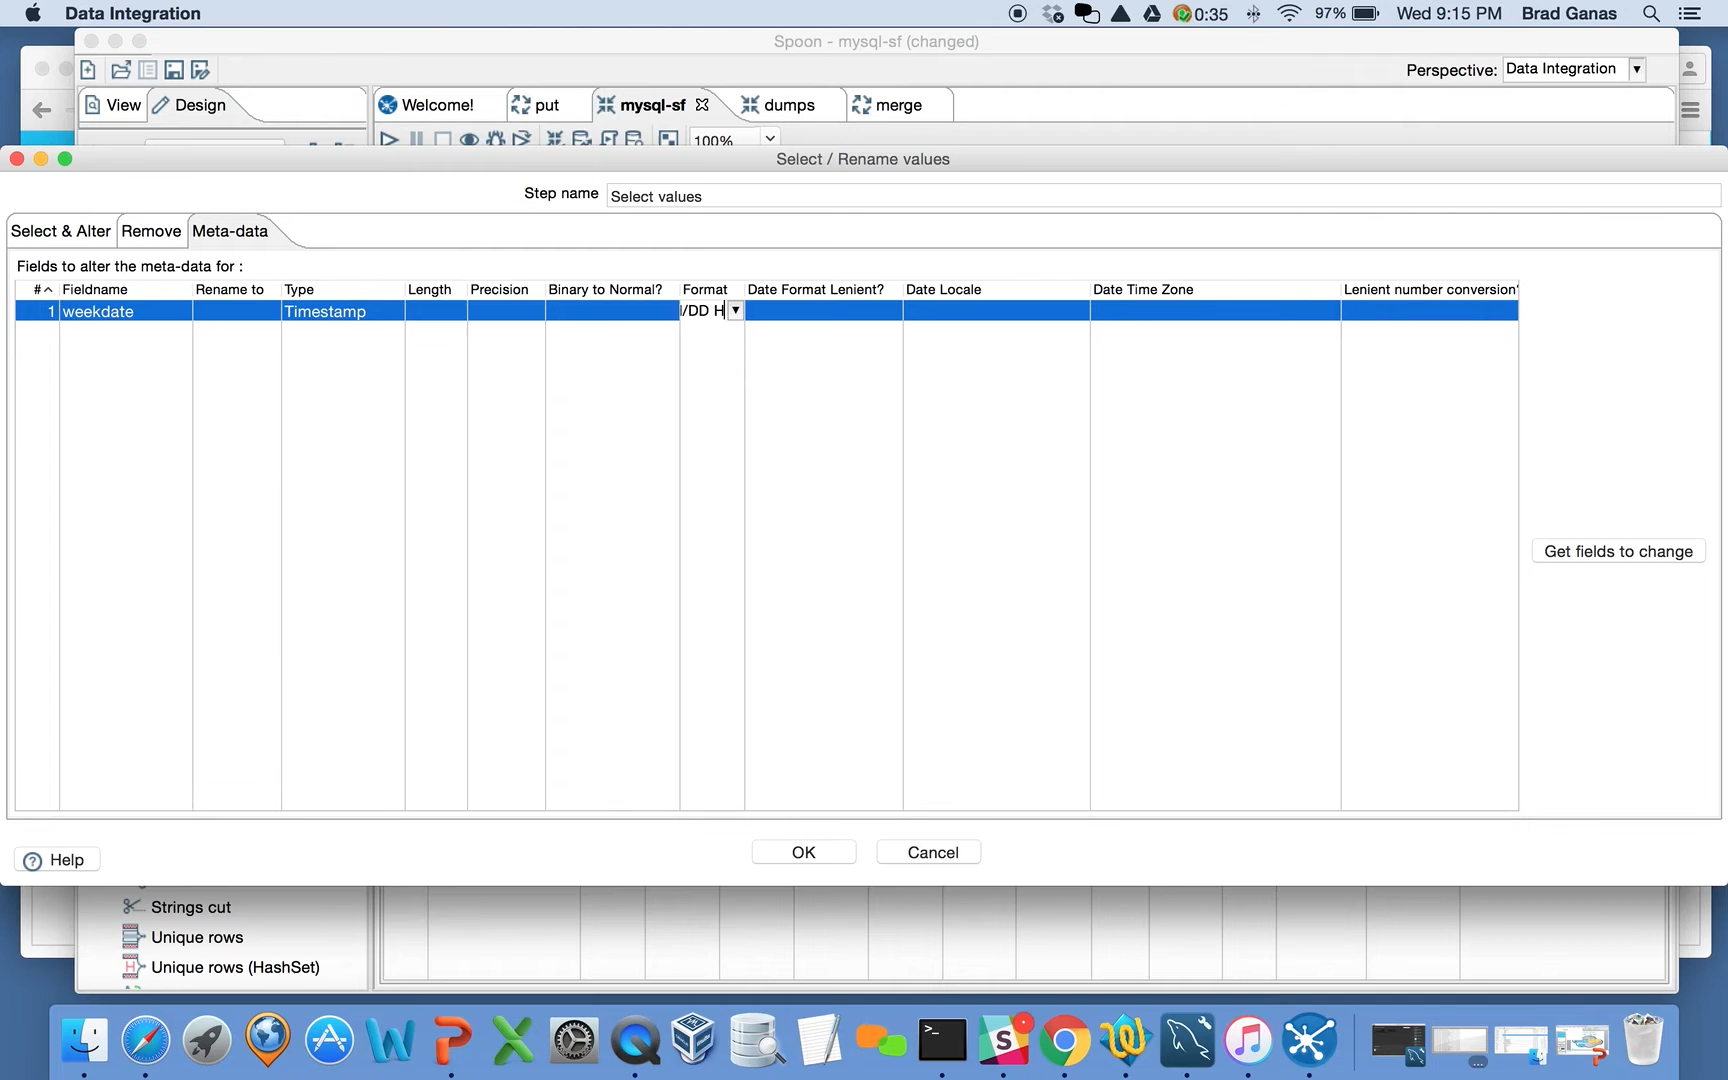 Data Integration
0:35
97%
Wed 9:15 PM
Brad Ganas
Spoon - mysql-sf (changed)
Perspective:
Data Integration
View
Design
Welcome!
put
mysql-sf
dumps
merge
100%
Select / Rename values
Step name
Select values
Select & Alter
Remove
Meta-data
Fields to alter the meta-data for :
#
Fieldname
Rename to
Type
Length
Precision
Binary to Normal?
Format
Date Format Lenient?
Date Locale
Date Time Zone
Lenient number conversion?
1
weekdate
Timestamp
/DD H
Get fields to change
Help
OK
Cancel
Strings cut
Unique rows
Unique rows (HashSet)